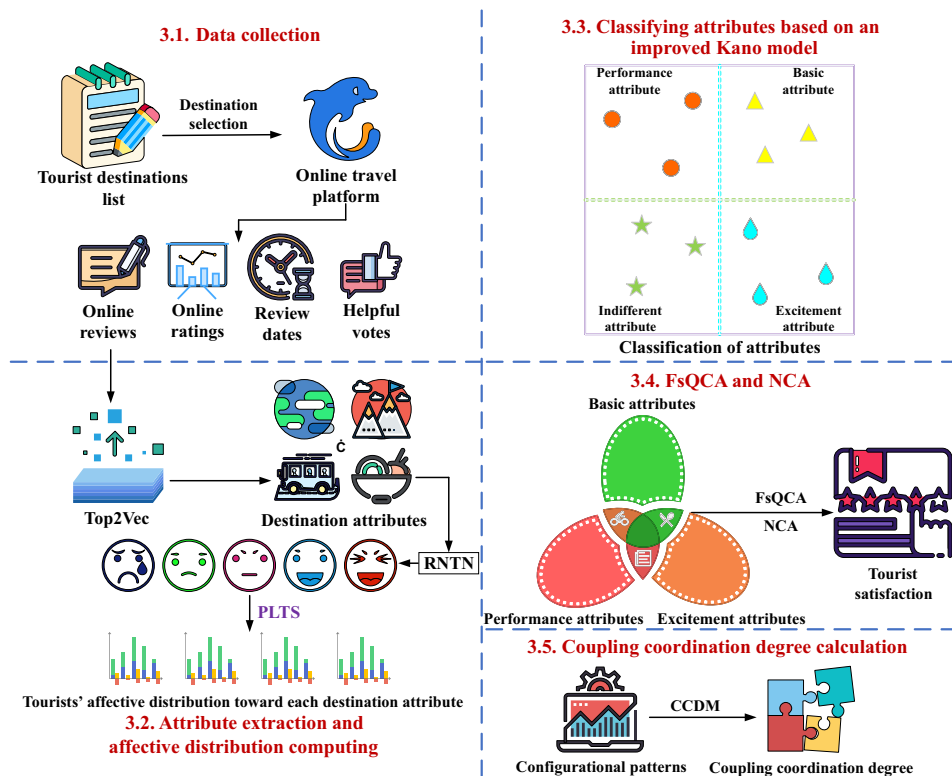 3.1. Data collection
Destination
selection
Tourist destinations
list
Online travel
platform
Online
reviews
Online
ratings
Review
dates
Helpful
votes
Top2Vec
Ċ
Destination attributes
RNTN
PLTS
Tourists' affective distribution toward each destination attribute
3.2. Attribute extraction and
affective distribution computing
3.3. Classifying attributes based on an
improved Kano model
Performance
attribute
Basic
attribute
Indifferent
attribute
Excitement
attribute
Classification of attributes
3.4. FsQCA and NCA
Basic attributes
FsQCA
NCA
Tourist
satisfaction
Performance attributes
Excitement attributes
3.5. Coupling coordination degree calculation
CCDM
Configurational patterns
Coupling coordination degree